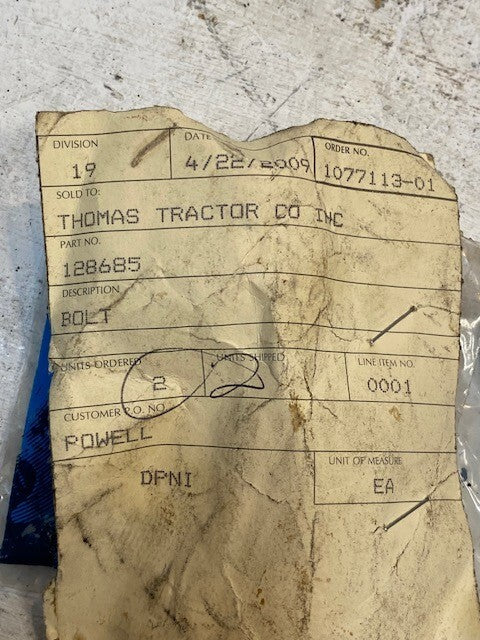 DIVISION
19
DATE
4/22/2009
ORDER NO.
1077113-01
SOLD TO:
THOMAS TRACTOR CO INC
PART NO.
128685
DESCRIPTION
BOLT
UNITS ORDERED
2
UNITS SHIPPED
2
LINE ITEM NO.
0001
CUSTOMER P.O. NO.
POWELL
DPNI
UNIT OF MEASURE
EA